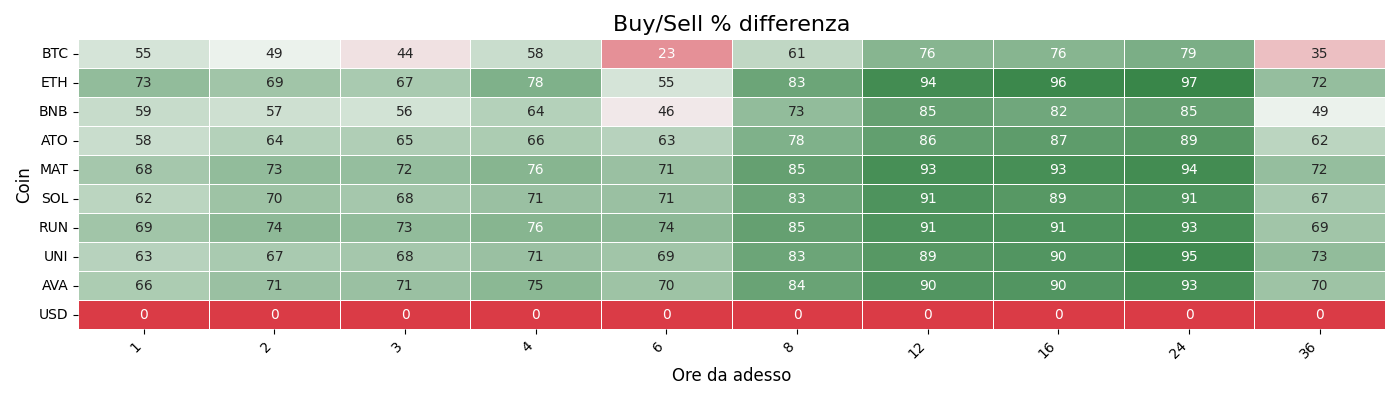 Buy/Sell % differenza
BTC 55 49 44 58 23 61 76 76 79 35
ETH 73 69 67 78 55 83 94 96 97 72
BNB 59 57 56 64 46 73 85 82 85 49
ATO 58 64 65 66 63 78 86 87 89 62
MAT 68 73 72 76 71 85 93 93 94 72
SOL 62 70 68 71 71 83 91 89 91 67
RUN 69 74 73 76 74 85 91 91 93 69
UNI 63 67 68 71 69 83 89 90 95 73
AVA 66 71 71 75 70 84 90 90 93 70
USD 0 0 0 0 0 0 0 0 0 0
1 2 3 4 6 8 12 16 24 36
Coin
Ore da adesso